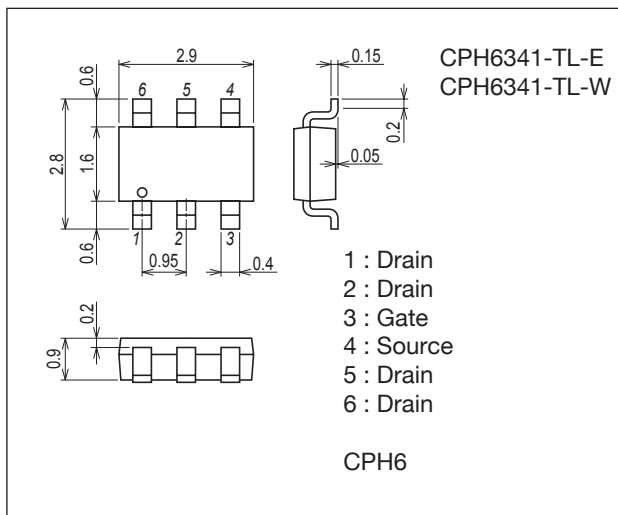 2.9
0.15
CPH6341-TL-E
CPH6341-TL-W
0.6
6
5
4
0.2
2.8
1.6
0.05
0.6
1
2
3
0.95
0.4
1 : Drain
2 : Drain
3 : Gate
4 : Source
5 : Drain
6 : Drain
0.2
0.9
CPH6